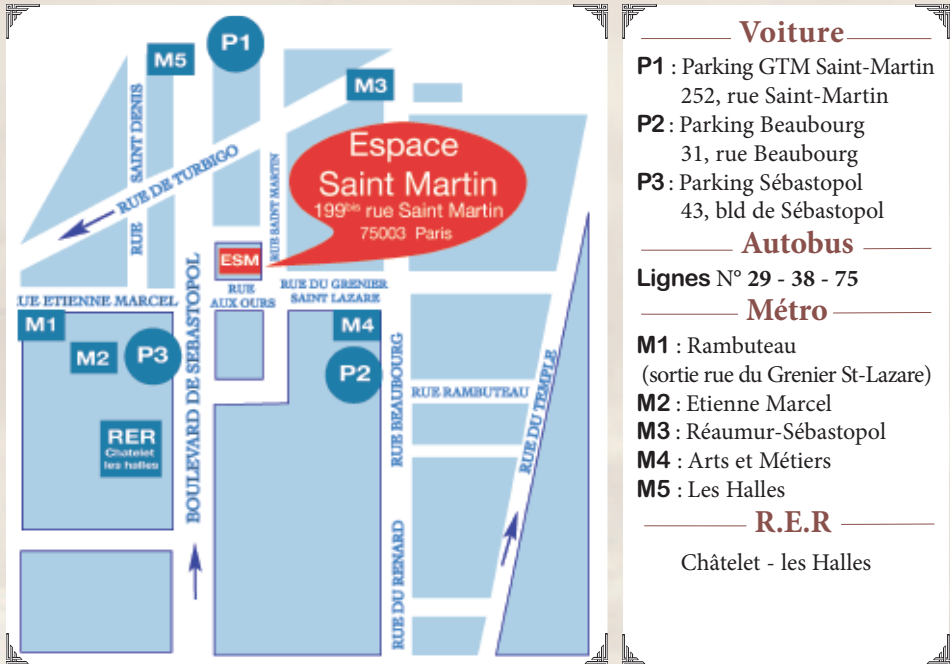 P1
M5
M3
RUE SAINT DENIS
RUE DE TURBIGO
RUE SAINT MARTIN
Espace
Saint Martin
199bis rue Saint Martin
75003 Paris
ESM
RUE
AUX OURS
RUE DU GRENIER
SAINT LAZARE
UE ETIENNE MARCEL
M1
M2
P3
M4
P2
BOULEVARD DE SEBASTOPOL
RUE BEAUBOURG
RUE RAMBUTEAU
RUE DU TEMPLE
RER
Chatelet
les halles
RUE DU RENARD
Voiture
P1 : Parking GTM Saint-Martin
252, rue Saint-Martin
P2 : Parking Beaubourg
31, rue Beaubourg
P3 : Parking Sébastopol
43, bld de Sébastopol
Autobus
Lignes N° 29 - 38 - 75
Métro
M1 : Rambuteau
(sortie rue du Grenier St-Lazare)
M2 : Etienne Marcel
M3 : Réaumur-Sébastopol
M4 : Arts et Métiers
M5 : Les Halles
R.E.R
Châtelet - les Halles